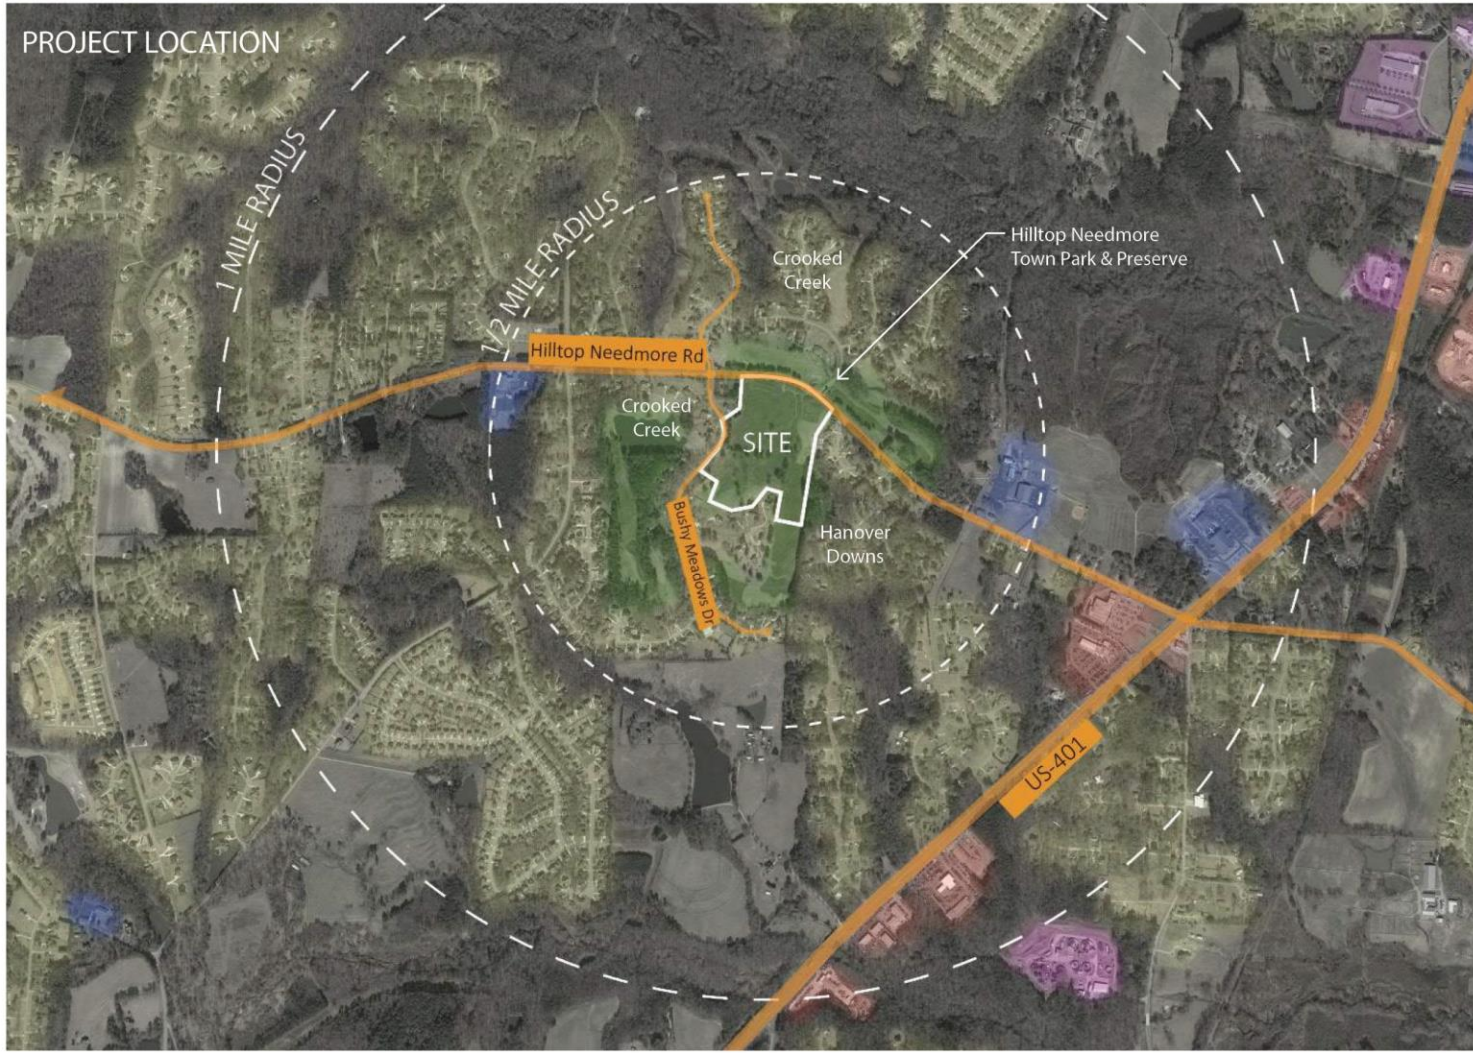 PROJECT LOCATION
1 MILE RADIUS
1/2 MILE RADIUS
Hilltop Needmore
Town Park & Preserve
Crooked
Creek
Hilltop Needmore Rd
Crooked
Creek
SITE
Bushy Meadows Dr
Hanover
Downs
US-401